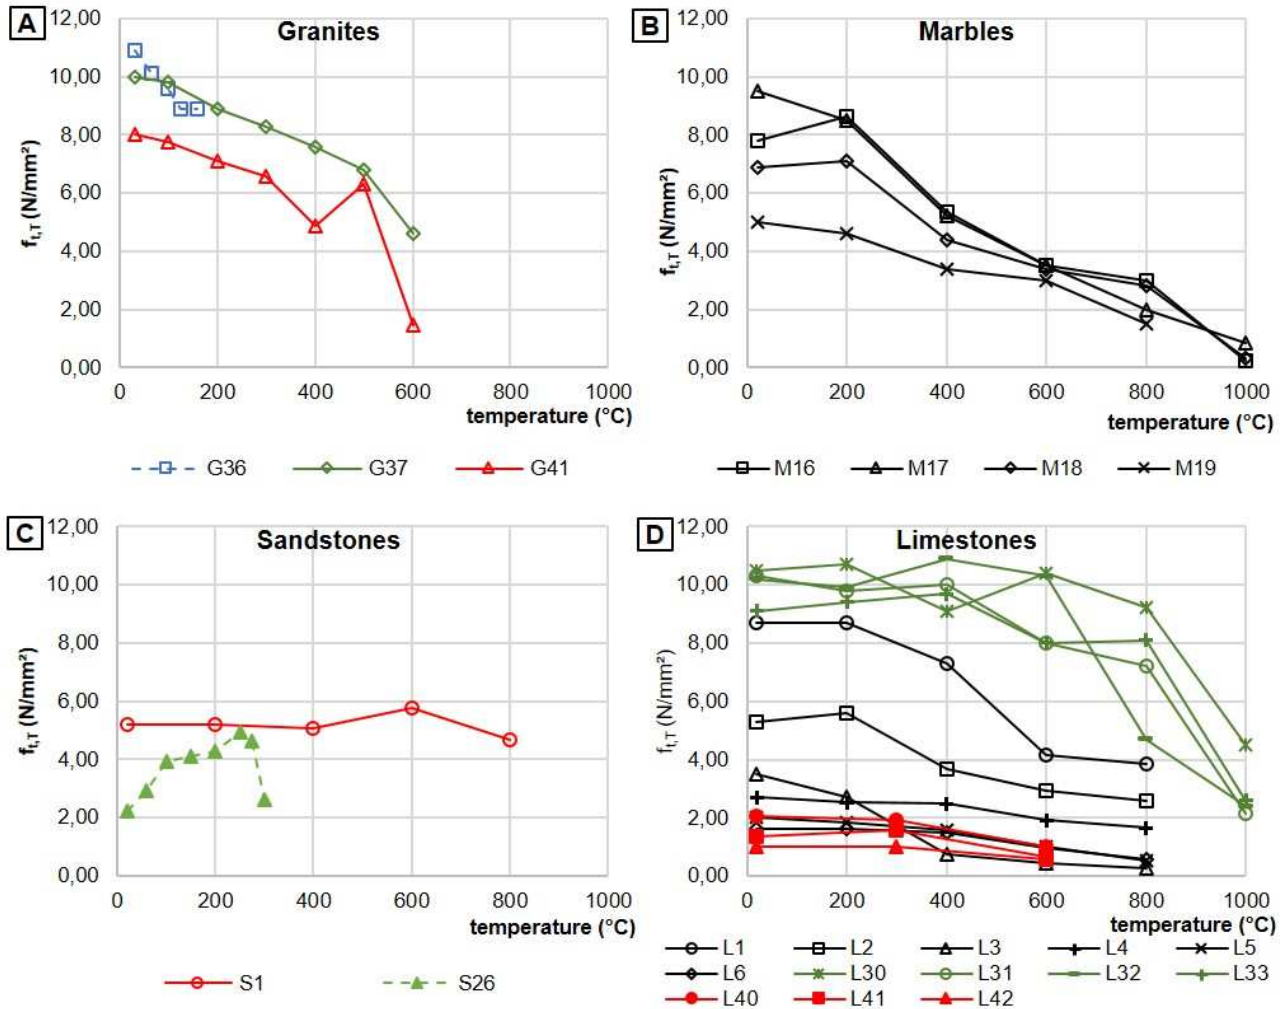 A
Granites
12,00
10,00
8,00
6,00
4,00
2,00
0,00
f_t,T (N/mm²)
0 200 400 600 800 1000
temperature (°C)
G36 G37 G41
B
Marbles
12,00
10,00
8,00
6,00
4,00
2,00
0,00
f_t,T (N/mm²)
0 200 400 600 800 1000
temperature (°C)
M16 M17 M18 M19
C
Sandstones
12,00
10,00
8,00
6,00
4,00
2,00
0,00
f_t,T (N/mm²)
0 200 400 600 800 1000
temperature (°C)
S1 S26
D
Limestones
12,00
10,00
8,00
6,00
4,00
2,00
0,00
f_t,T (N/mm²)
0 200 400 600 800 1000
temperature (°C)
L1 L2 L3 L4 L5
L6 L30 L31 L32 L33
L40 L41 L42